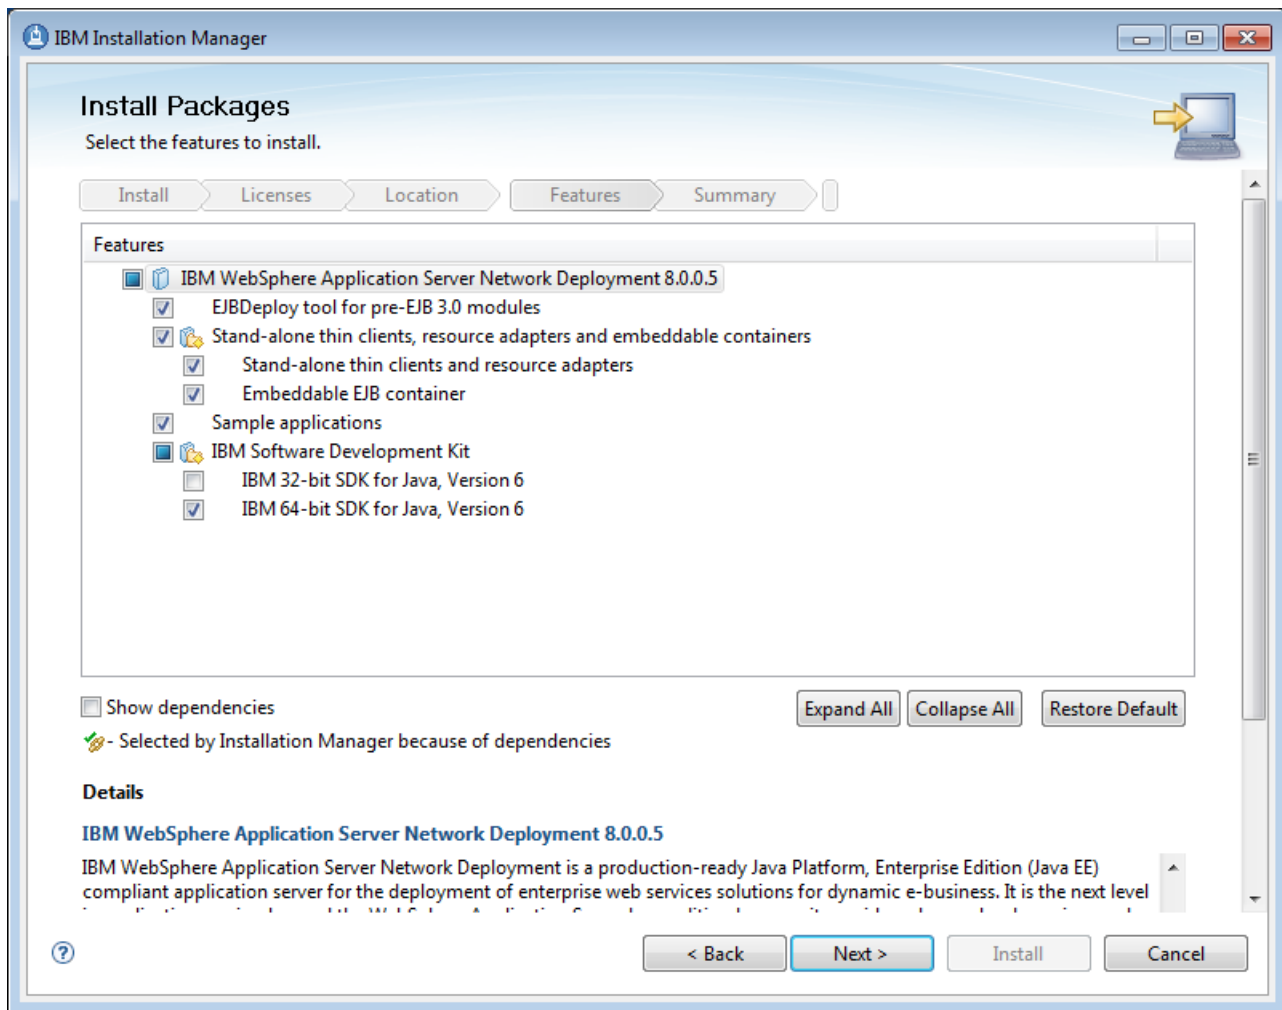 IBM Installation Manager
Install Packages
Select the features to install.
Install Licenses Location Features Summary
Features
IBM WebSphere Application Server Network Deployment 8.0.0.5
EJBDeploy tool for pre-EJB 3.0 modules
Stand-alone thin clients, resource adapters and embeddable containers
Stand-alone thin clients and resource adapters
Embeddable EJB container
Sample applications
IBM Software Development Kit
IBM 32-bit SDK for Java, Version 6
IBM 64-bit SDK for Java, Version 6
Show dependencies Expand All Collapse All Restore Default
- Selected by Installation Manager because of dependencies
Details
IBM WebSphere Application Server Network Deployment 8.0.0.5
IBM WebSphere Application Server Network Deployment is a production-ready Java Platform, Enterprise Edition (Java EE)
compliant application server for the deployment of enterprise web services solutions for dynamic e-business. It is the next level
? < Back Next > Install Cancel